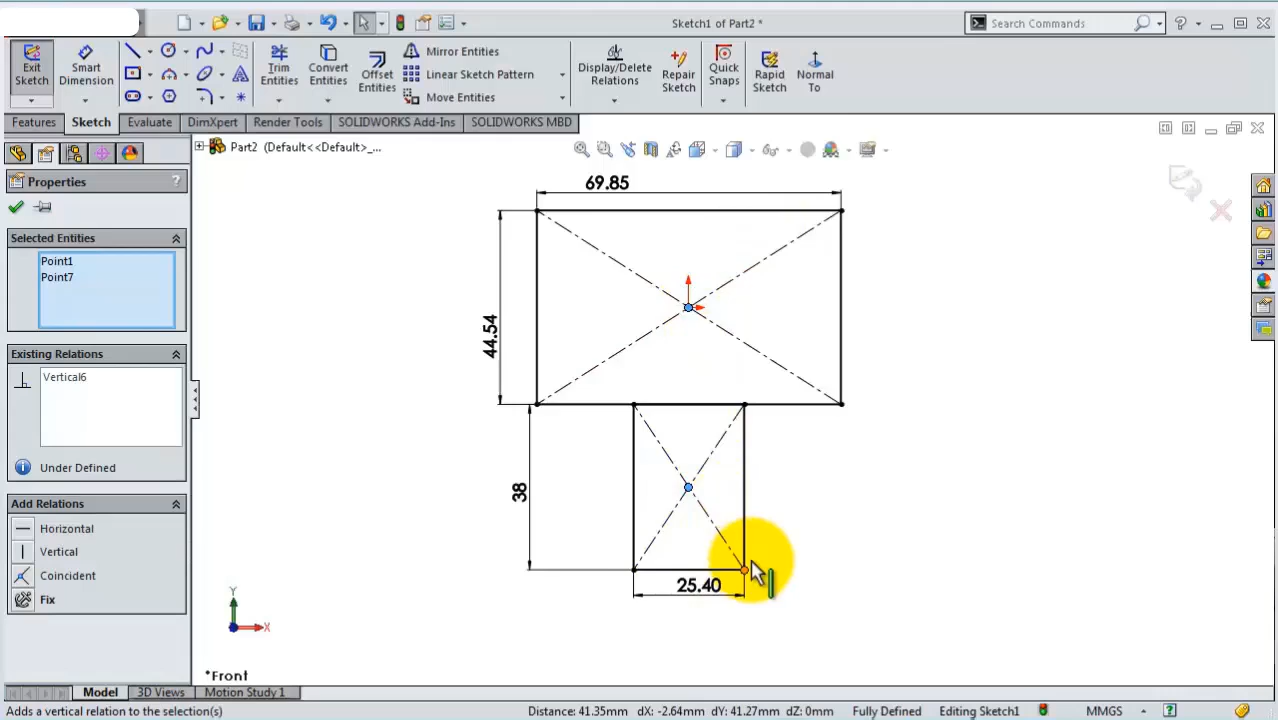 Sketch1 of Part2 *
Search Commands
?
Exit Sketch
Smart Dimension
Trim Entities
Convert Entities
Offset Entities
Mirror Entities
Linear Sketch Pattern
Move Entities
Display/Delete Relations
Repair Sketch
Quick Snaps
Rapid Sketch
Normal To
Features
Sketch
Evaluate
DimXpert
Render Tools
SOLIDWORKS Add-Ins
SOLIDWORKS MBD
Part2 (Default<<Default>_...
Properties
?
Selected Entities
Point1
Point7
Existing Relations
Vertical6
Under Defined
Add Relations
Horizontal
Vertical
Coincident
Fix
69.85
44.54
38
25.40
Y
X
*Front
Model
3D Views
Motion Study 1
Adds a vertical relation to the selection(s)
Distance: 41.35mm dX: -2.64mm dY: 41.27mm dZ: 0mm
Fully Defined
Editing Sketch1
MMGS
?